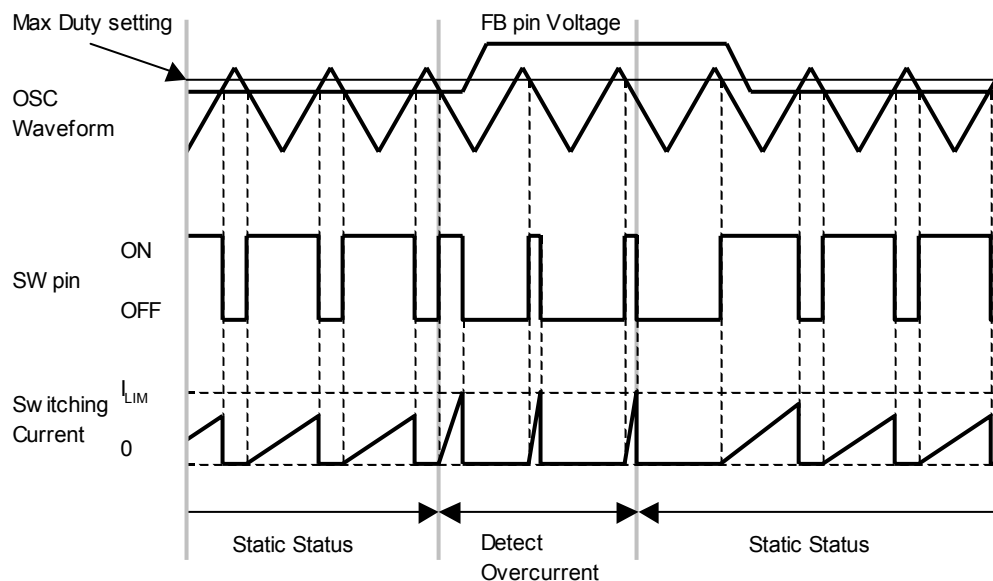 Max Duty setting
FB pin Voltage
OSC
Waveform
ON
SW pin
OFF
ILIM
Switching
Current
0
Static Status
Detect
Overcurrent
Static Status